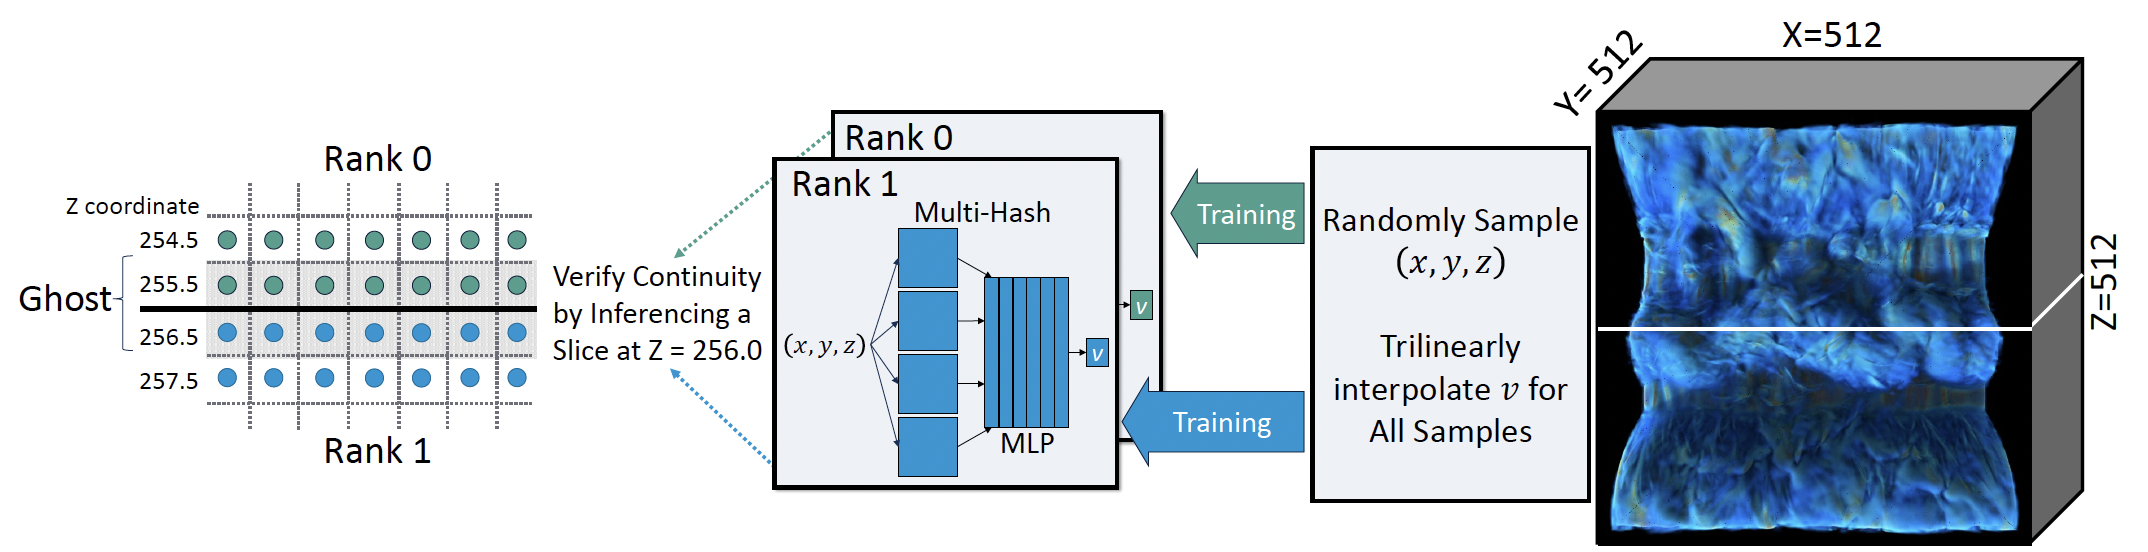 Rank 0
Z coordinate
254.5
255.5
Ghost
256.5
257.5
Rank 1
Verify Continuity
by Inferencing a
Slice at Z = 256.0
Rank 0
Rank 1
Multi-Hash
(x, y, z)
MLP
v
v
Training
Training
Randomly Sample
(x, y, z)
Trilinearly
interpolate v for
All Samples
X=512
Y= 512
Z=512